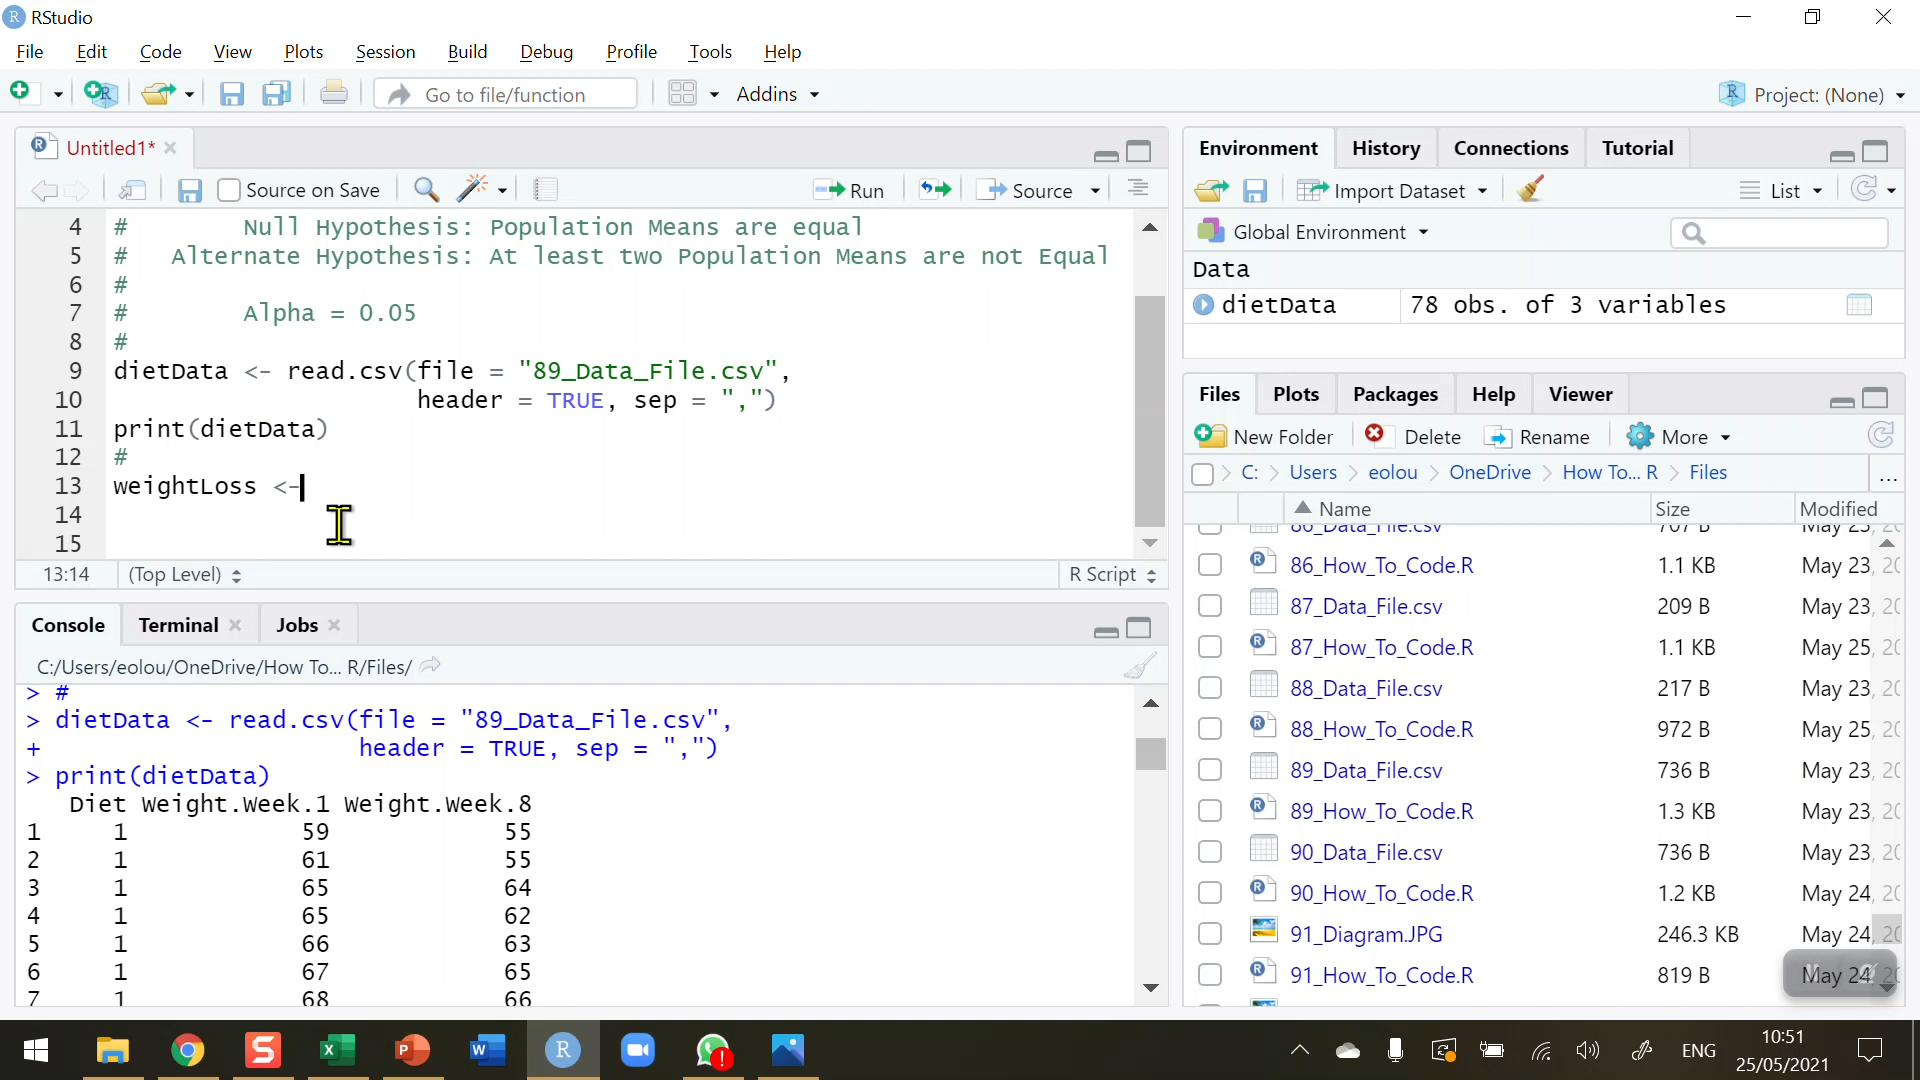 RStudio
File Edit Code View Plots Session Build Debug Profile Tools Help
Go to file/function Addins Project: (None)
Untitled1*
Source on Save Run Source
4 # Null Hypothesis: Population Means are equal
5 # Alternate Hypothesis: At least two Population Means are not Equal
6 #
7 # Alpha = 0.05
8 #
9 dietData <- read.csv(file = "89_Data_File.csv",
10 header = TRUE, sep = ",")
11 print(dietData)
12 #
13 weightLoss <-
14
15
13:14 (Top Level) R Script
Console Terminal Jobs
C:/Users/eolou/OneDrive/How To... R/Files/
> #
> dietData <- read.csv(file = "89_Data_File.csv",
+ header = TRUE, sep = ",")
> print(dietData)
Diet Weight.Week.1 Weight.Week.8
1 1 59 55
2 1 61 55
3 1 65 64
4 1 65 62
5 1 66 63
6 1 67 65
7 1 68 66
Environment History Connections Tutorial
Import Dataset List
Global Environment
Data
dietData 78 obs. of 3 variables
Files Plots Packages Help Viewer
New Folder Delete Rename More
C: Users eolou OneDrive How To... R Files ...
Name Size Modified
86_Data_File.csv 707 B May 23, 20
86_How_To_Code.R 1.1 KB May 23, 20
87_Data_File.csv 209 B May 23, 20
87_How_To_Code.R 1.1 KB May 25, 20
88_Data_File.csv 217 B May 23, 20
88_How_To_Code.R 972 B May 25, 20
89_Data_File.csv 736 B May 23, 20
89_How_To_Code.R 1.3 KB May 23, 20
90_Data_File.csv 736 B May 23, 20
90_How_To_Code.R 1.2 KB May 24, 20
91_Diagram.JPG 246.3 KB May 24, 20
91_How_To_Code.R 819 B May 24, 20
ENG 10:51
25/05/2021